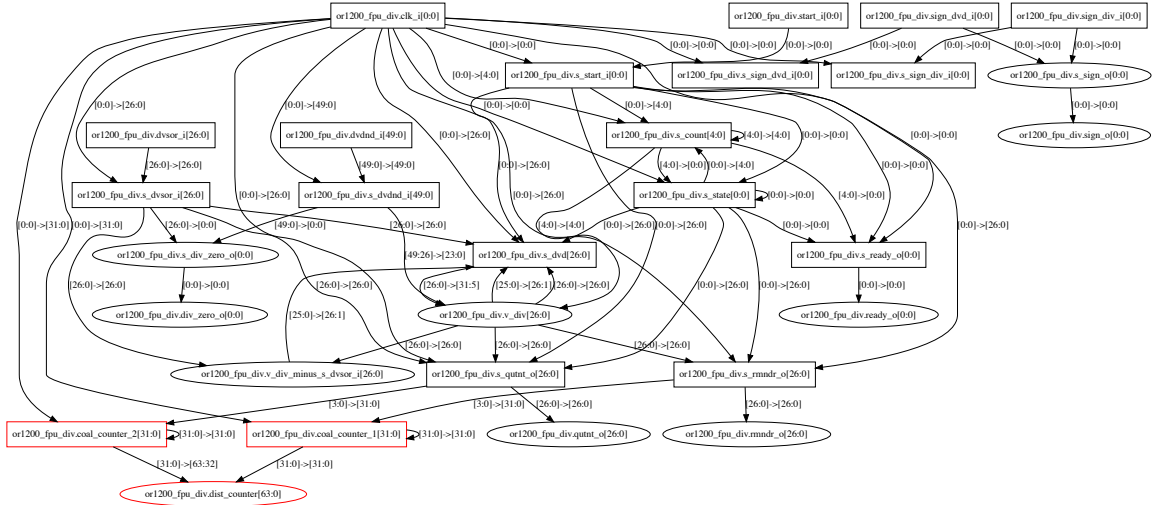 or1200_fpu_div.clk_i[0:0]
or1200_fpu_div.start_i[0:0]
or1200_fpu_div.sign_dvd_i[0:0]
or1200_fpu_div.sign_div_i[0:0]
[0:0]->[0:0]
[0:0]->[0:0]
[0:0]->[0:0]
[0:0]->[0:0]
[0:0]->[0:0]
[0:0]->[0:0]
[0:0]->[0:0]
[0:0]->[4:0]
or1200_fpu_div.s_start_i[0:0]
or1200_fpu_div.s_sign_dvd_i[0:0]
or1200_fpu_div.s_sign_div_i[0:0]
or1200_fpu_div.s_sign_o[0:0]
[0:0]->[26:0]
[0:0]->[49:0]
[0:0]->[0:0]
[0:0]->[4:0]
[0:0]->[0:0]
or1200_fpu_div.dvsor_i[26:0]
or1200_fpu_div.dvdnd_i[49:0]
[0:0]->[26:0]
or1200_fpu_div.s_count[4:0]
[4:0]->[4:0]
[0:0]->[0:0]
[0:0]->[0:0]
or1200_fpu_div.sign_o[0:0]
[26:0]->[26:0]
[49:0]->[49:0]
[0:0]->[26:0]
[0:0]->[0:0]
[4:0]->[0:0]
[0:0]->[4:0]
or1200_fpu_div.s_dvsor_i[26:0]
or1200_fpu_div.s_dvdnd_i[49:0]
[0:0]->[26:0]
[0:0]->[26:0]
or1200_fpu_div.s_state[0:0]
[0:0]->[0:0]
[4:0]->[0:0]
[0:0]->[31:0]
[0:0]->[31:0]
[26:0]->[0:0]
[49:0]->[0:0]
[26:0]->[26:0]
[4:0]->[4:0]
[0:0]->[26:0]
[0:0]->[26:0]
[0:0]->[0:0]
[0:0]->[26:0]
or1200_fpu_div.s_div_zero_o[0:0]
[49:26]->[23:0]
or1200_fpu_div.s_dvd[26:0]
or1200_fpu_div.s_ready_o[0:0]
[26:0]->[26:0]
[26:0]->[26:0]
[26:0]->[31:5]
[25:0]->[26:1]
[26:0]->[26:0]
[0:0]->[26:0]
[0:0]->[26:0]
[0:0]->[0:0]
[0:0]->[0:0]
or1200_fpu_div.div_zero_o[0:0]
[25:0]->[26:1]
or1200_fpu_div.v_div[26:0]
or1200_fpu_div.ready_o[0:0]
[26:0]->[26:0]
[26:0]->[26:0]
[26:0]->[26:0]
or1200_fpu_div.v_div_minus_s_dvsor_i[26:0]
or1200_fpu_div.s_qutnt_o[26:0]
or1200_fpu_div.s_rmndr_o[26:0]
[3:0]->[31:0]
[3:0]->[31:0]
[26:0]->[26:0]
[26:0]->[26:0]
or1200_fpu_div.coal_counter_2[31:0]
[31:0]->[31:0]
or1200_fpu_div.coal_counter_1[31:0]
[31:0]->[31:0]
or1200_fpu_div.qutnt_o[26:0]
or1200_fpu_div.rmndr_o[26:0]
[31:0]->[63:32]
[31:0]->[31:0]
or1200_fpu_div.dist_counter[63:0]